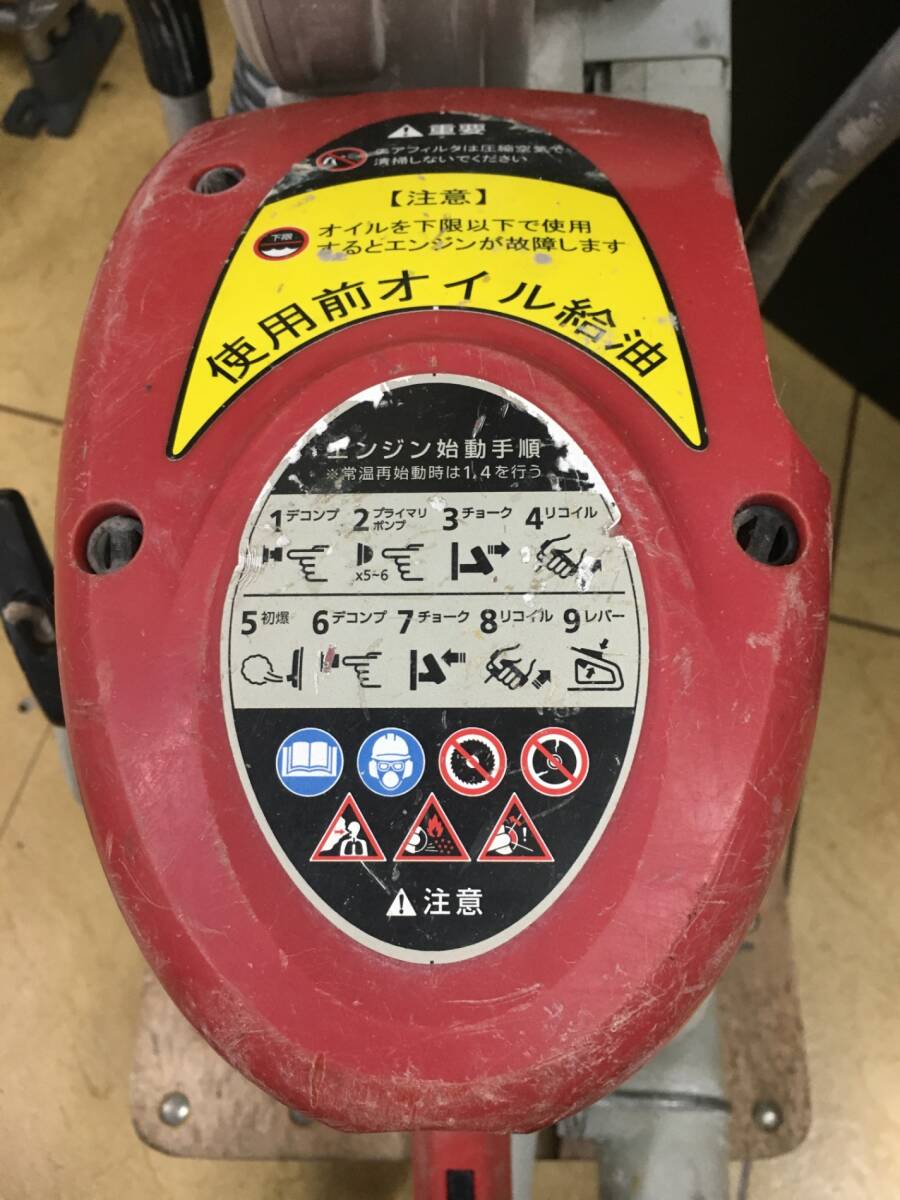 重要
エアフィルタは圧縮空気で
清掃しないでください
【注意】
下限
オイルを下限以下で使用
するとエンジンが故障します
使用前オイル給油
エンジン始動手順
※常温再始動時は1,4を行う
1デコンプ 2プライマリポンプ 3チョーク 4リコイル
x5~6
5初爆 6デコンプ 7チョーク 8リコイル 9レバー
注意